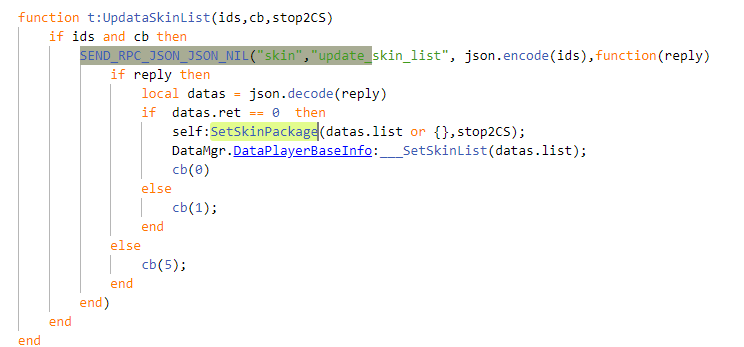 function t:UpdataSkinList(ids,cb,stop2CS)
    if ids and cb then
        SEND_RPC_JSON_JSON_NIL("skin","update_skin_list", json.encode(ids),function(reply)
            if reply then
                local datas = json.decode(reply)
                if  datas.ret == 0  then
                    self:SetSkinPackage(datas.list or {},stop2CS);
                    DataMgr.DataPlayerBaseInfo:___SetSkinList(datas.list);
                    cb(0)
                else
                    cb(1);
                end
            else
                cb(5);
            end
        end)
    end
end